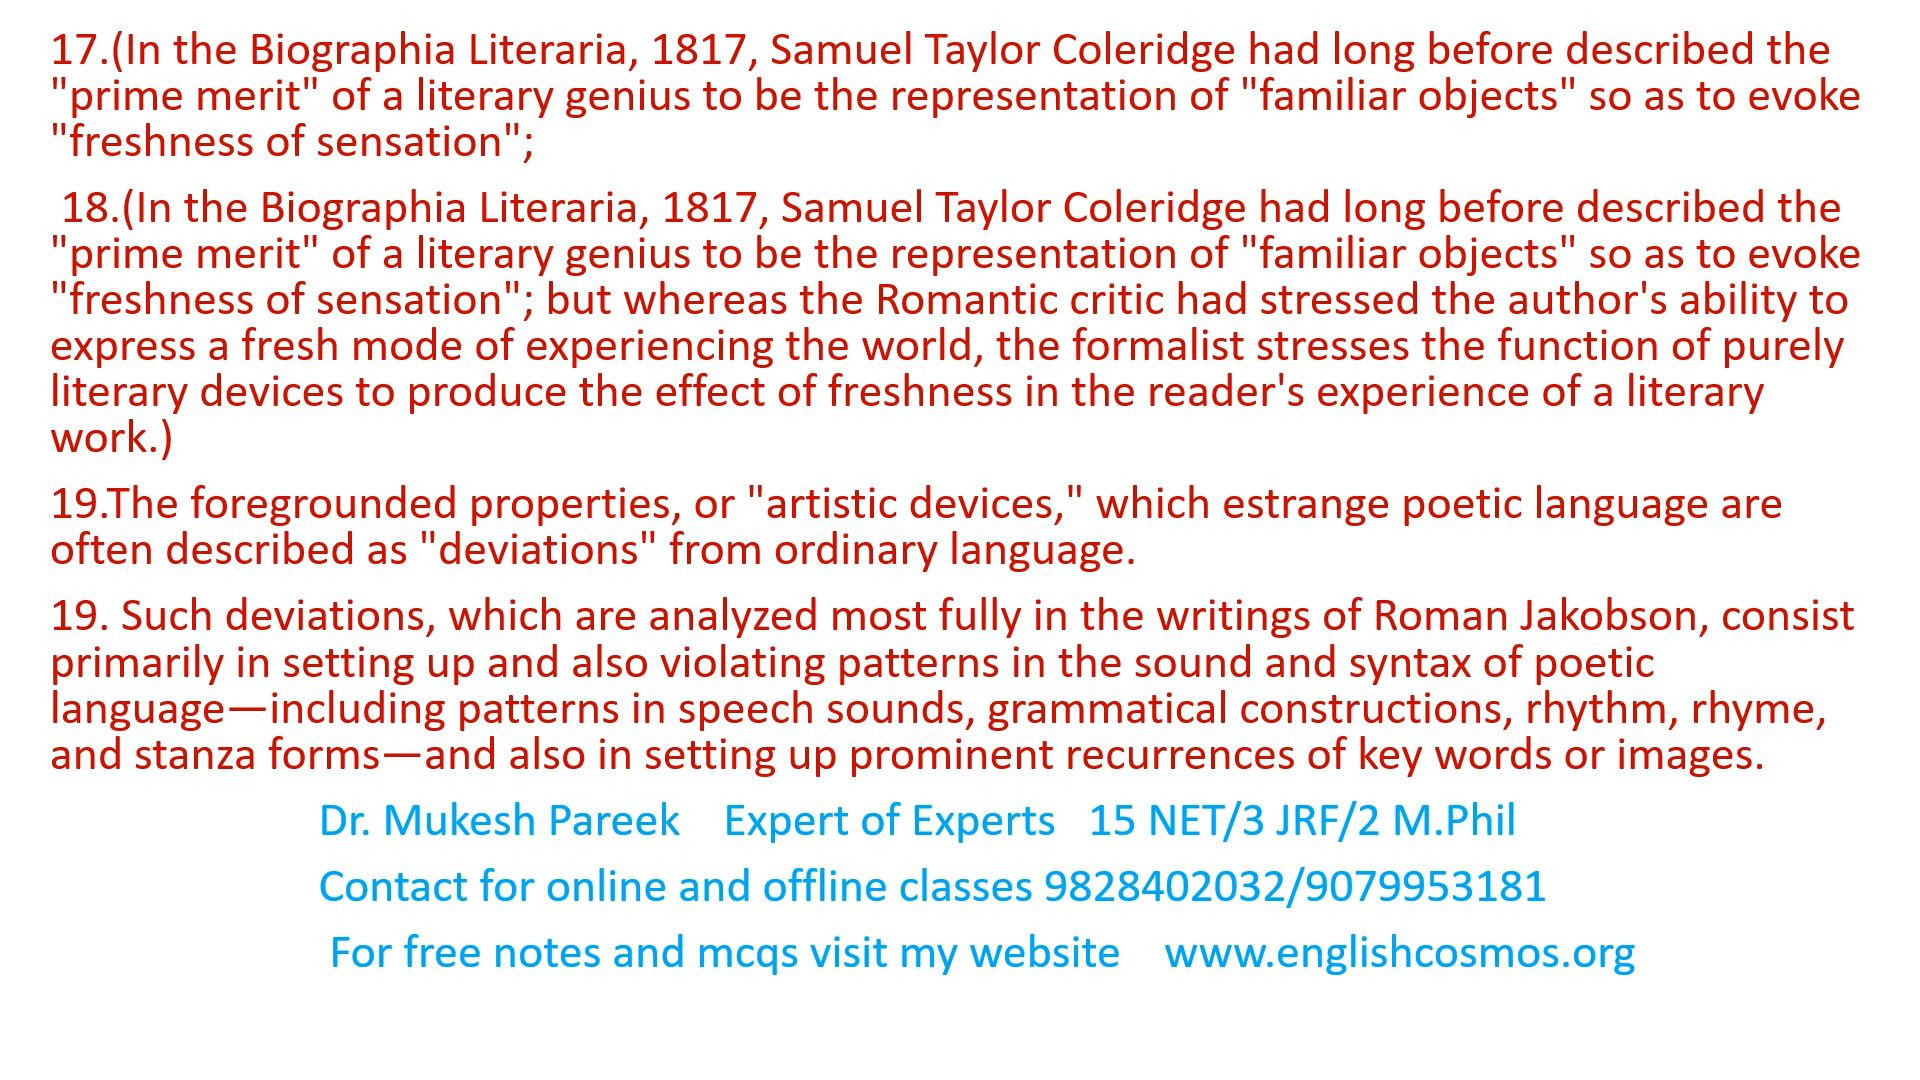 17.(In the Biographia Literaria, 1817, Samuel Taylor Coleridge had long before described the
"prime merit" of a literary genius to be the representation of "familiar objects" so as to evoke
"freshness of sensation";
18.(In the Biographia Literaria, 1817, Samuel Taylor Coleridge had long before described the
"prime merit" of a literary genius to be the representation of "familiar objects" so as to evoke
"freshness of sensation"; but whereas the Romantic critic had stressed the author's ability to
express a fresh mode of experiencing the world, the formalist stresses the function of purely
literary devices to produce the effect of freshness in the reader's experience of a literary
work.)
19.The foregrounded properties, or "artistic devices," which estrange poetic language are
often described as "deviations" from ordinary language.
19. Such deviations, which are analyzed most fully in the writings of Roman Jakobson, consist
primarily in setting up and also violating patterns in the sound and syntax of poetic
language—including patterns in speech sounds, grammatical constructions, rhythm, rhyme,
and stanza forms—and also in setting up prominent recurrences of key words or images.
Dr. Mukesh Pareek Expert of Experts 15 NET/3 JRF/2 M.Phil
Contact for online and offline classes 9828402032/9079953181
For free notes and mcqs visit my website www.englishcosmos.org